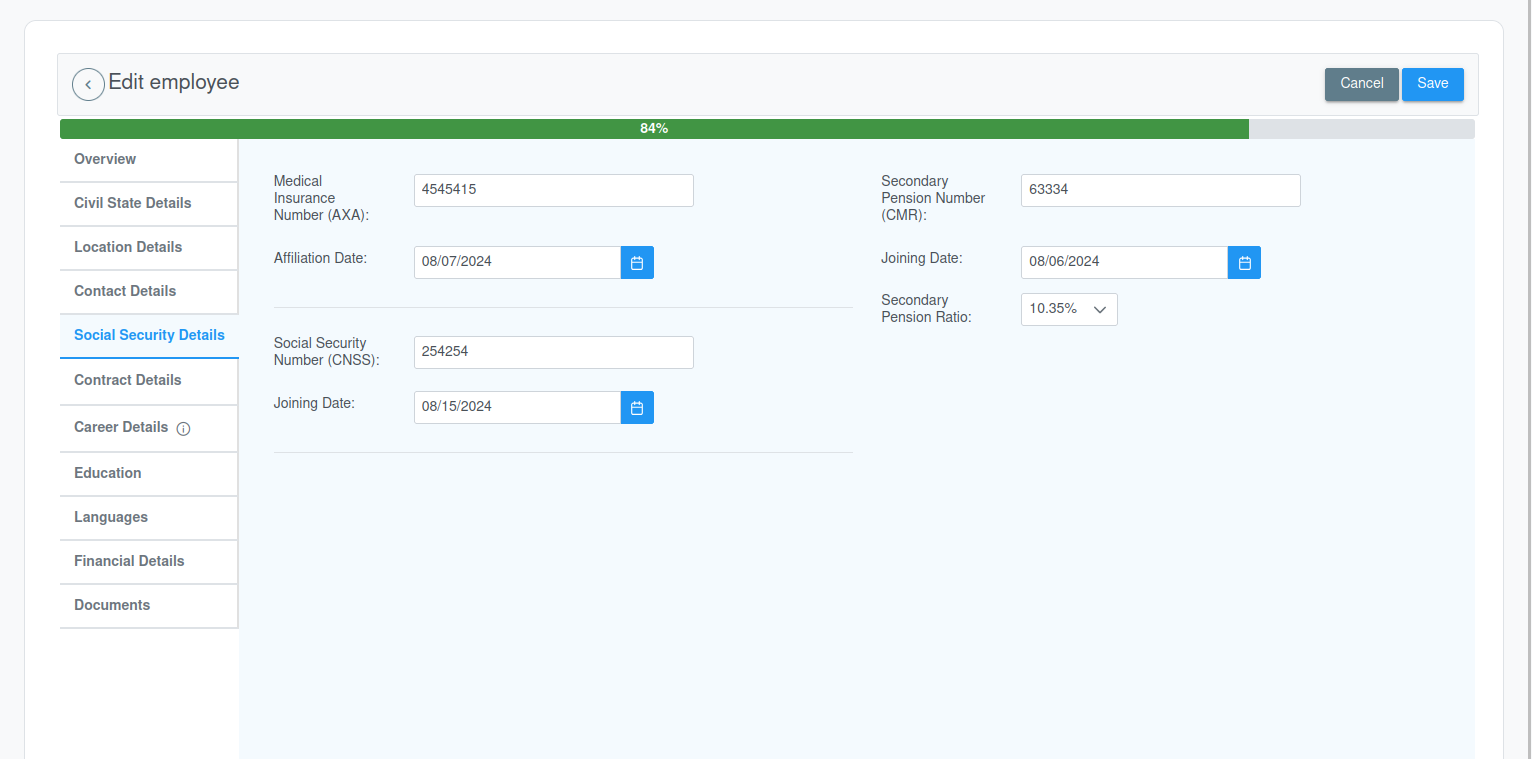 Edit employee
Cancel
Save
84%
Overview
Civil State Details
Location Details
Contact Details
Social Security Details
Contract Details
Career Details
Education
Languages
Financial Details
Documents
Medical
Insurance
Number (AXA):
4545415
Affiliation Date:
08/07/2024
Social Security
Number (CNSS):
254254
Joining Date:
08/15/2024
Secondary
Pension Number
(CMR):
63334
Joining Date:
08/06/2024
Secondary
Pension Ratio:
10.35%